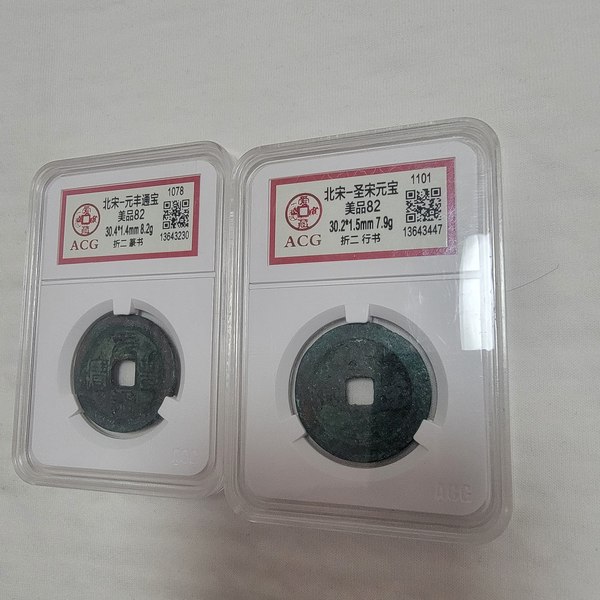 1078
北宋-元丰通宝
美品82
30.4*1.4mm 8.2g
折二 篆书
13643230
ACG
1101
北宋-圣宋元宝
美品82
30.2*1.5mm 7.9g
折二 行书
13643447
ACG
ACG